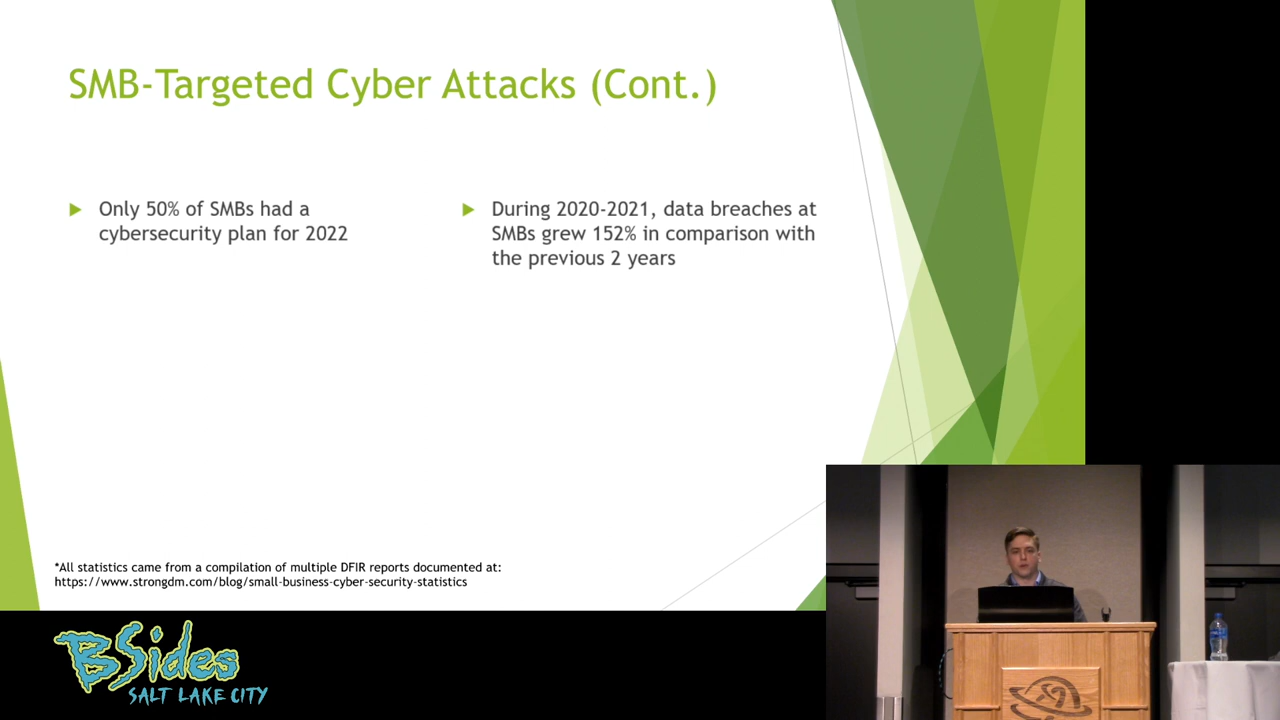 SMB-Targeted Cyber Attacks (Cont.)
Only 50% of SMBs had a
cybersecurity plan for 2022
During 2020-2021, data breaches at
SMBs grew 152% in comparison with
the previous 2 years
*All statistics came from a compilation of multiple DFIR reports documented at:
https://www.strongdm.com/blog/small-business-cyber-security-statistics
BSides
SALT LAKE CITY